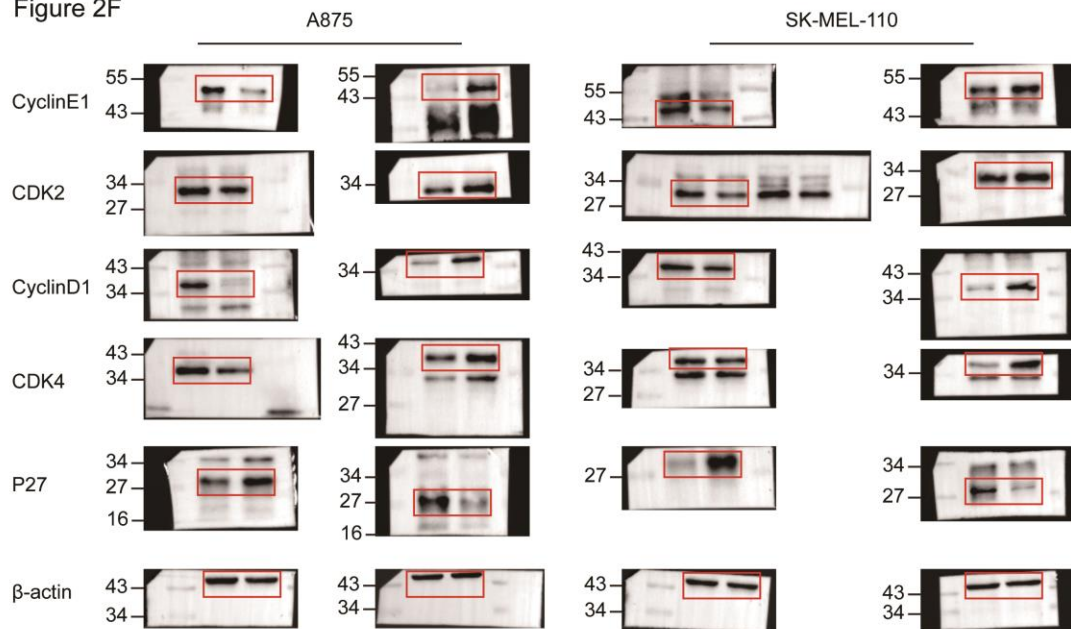 Figure 2F
A875 SK-MEL-110
CyclinE1 55 43 55 43 55 43 55 43
CDK2 34 27 34 34 27 34 27
CyclinD1 43 34 34 43 34 43 34
CDK4 43 34 43 34 27 34 27 34
P27 34 27 16 34 27 16 27 34 27
β-actin 43 34 43 34 43 34 43 34